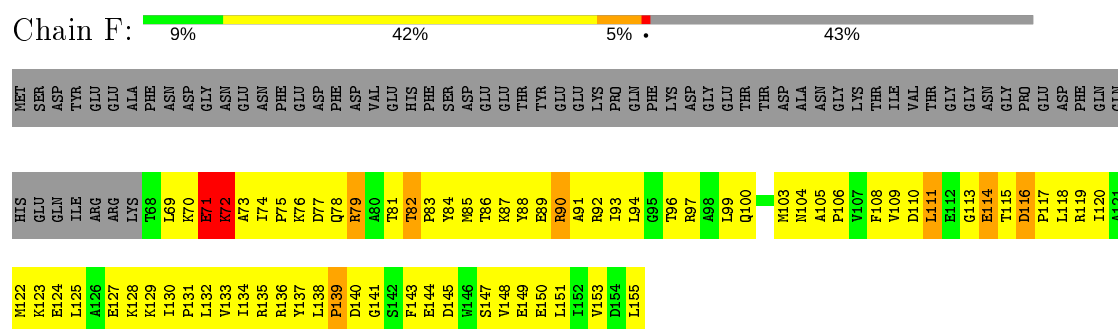 Chain F:
9% 42% 5% • 43%
MET SER ASP TYR GLU GLU ALA PHE ASN ASP GLY ASN GLU ASN PHE GLU ASP PHE ASP VAL GLU HIS PHE SER ASP GLU GLU THR TYR GLU GLU LYS PRO GLN PHE LYS ASP GLY GLU THR THR ASP ALA ASN GLY LYS THR ILE VAL THR GLY GLY ASN GLY PRO GLU ASP PHE GLN GLN
HIS GLU GLN ILE ARG ARG LYS T68 L69 K70 E71 K72 A73 I74 P75 K76 D77 Q78 R79 A80 T81 T82 P83 Y84 M85 T86 K87 Y88 E89 R90 A91 R92 I93 L94 G95 T96 R97 A98 L99 Q100 M103 N104 A105 P106 V107 F108 V109 D110 L111 E112 G113 E114 T115 D116 P117 L118 R119 I120 A121
M122 K123 E124 L125 A126 E127 K128 K129 I130 P131 L132 V133 I134 R135 R136 Y137 L138 P139 D140 G141 S142 F143 E144 D145 W146 S147 V148 E149 E150 L151 I152 V153 D154 L155